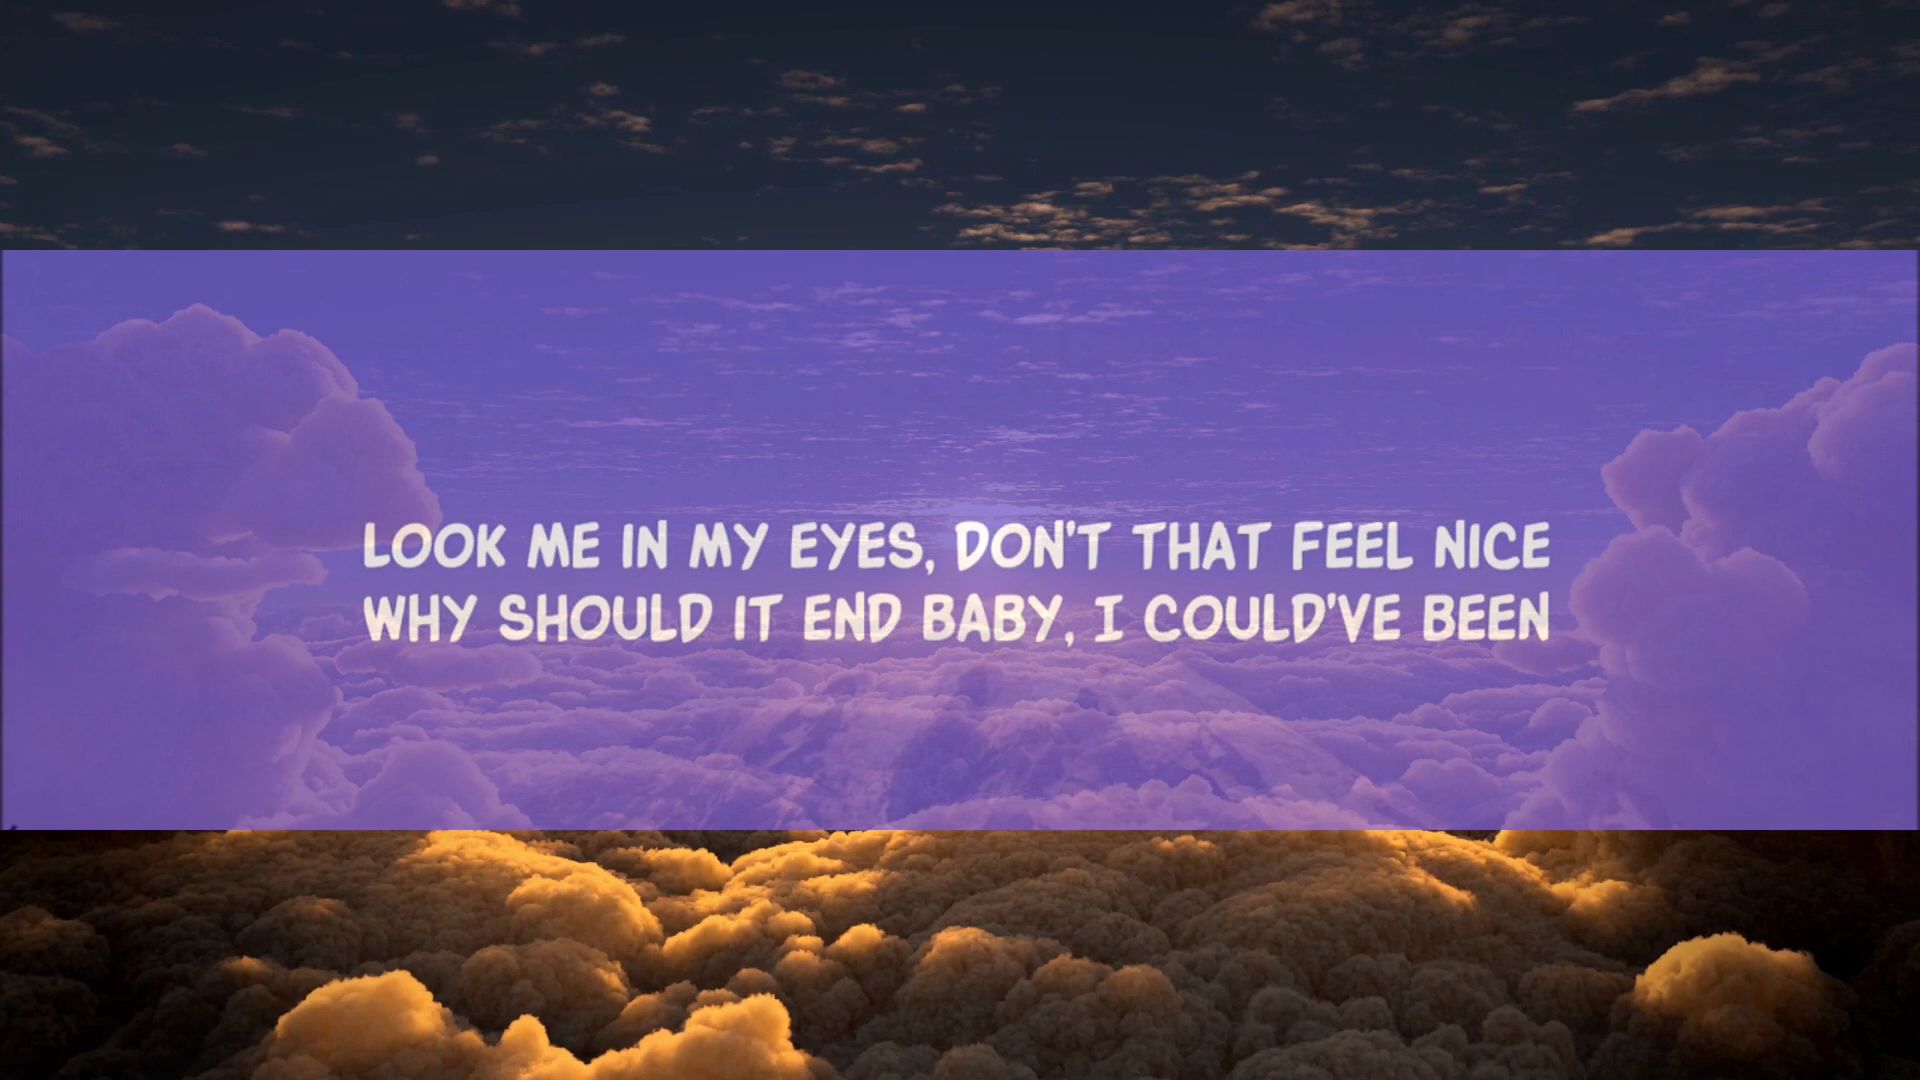 LOOK ME IN MY EYES, DON'T THAT FEEL NICE
WHY SHOULD IT END BABY, I COULD'VE BEEN